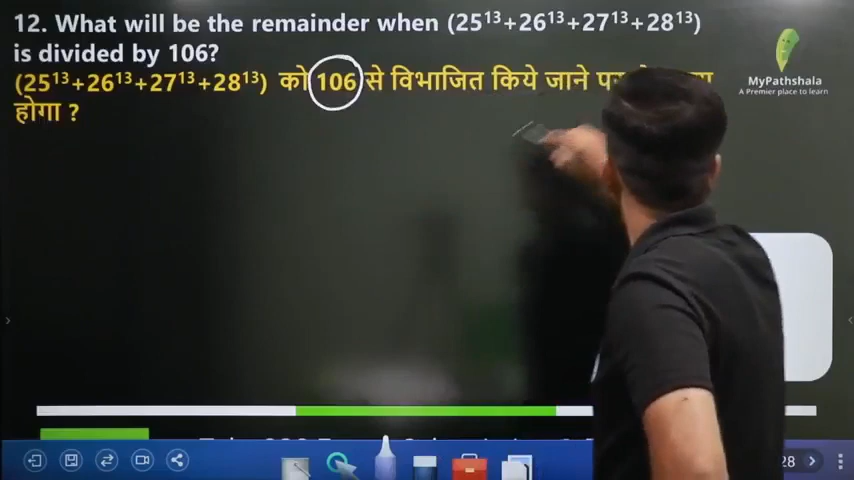 12. What will be the remainder when (25¹³+26¹³+27¹³+28¹³)
is divided by 106?
(25¹³+26¹³+27¹³+28¹³) को 106 से विभाजित किये जाने
होगा ?
MyPathshala
A Premier place to learn
28